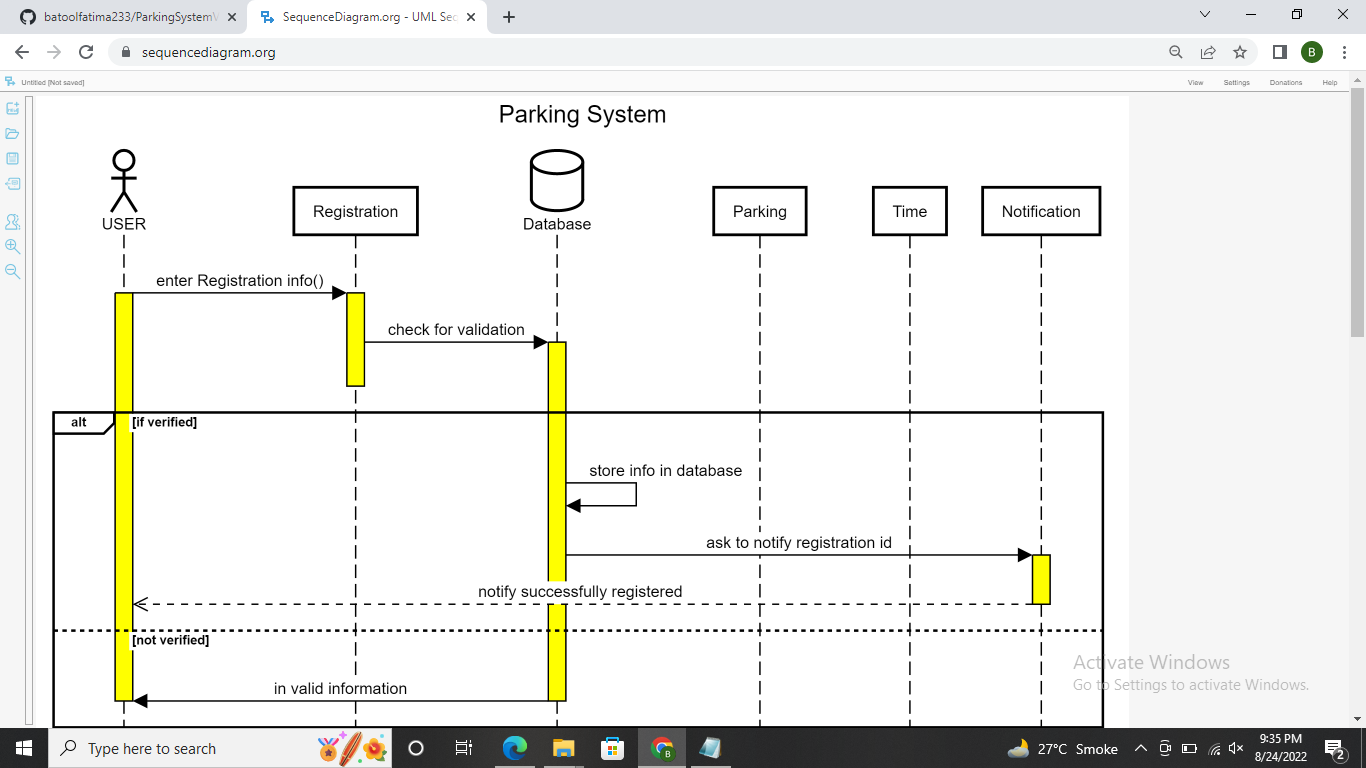 batoolfatima233/ParkingSystemV
SequenceDiagram.org - UML Seq
sequencediagram.org
B
Untitled [Not saved]
View Settings Donations Help
Parking System
USER
Registration
Database
Parking
Time
Notification
enter Registration info()
check for validation
alt
[if verified]
store info in database
ask to notify registration id
notify successfully registered
[not verified]
in valid information
Activate Windows
Go to Settings to activate Windows.
Type here to search
B
27°C Smoke
9:35 PM
8/24/2022
2